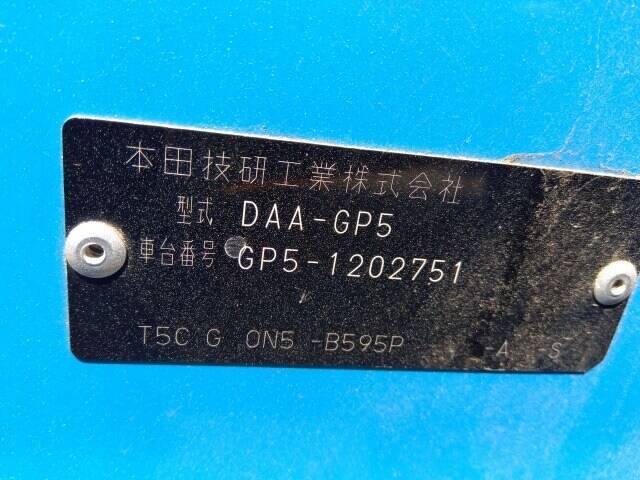 本田技研工業株式会社
型式 DAA-GP5
車台番号 GP5-1202751
T5C G 0N5 -B595P -A -S